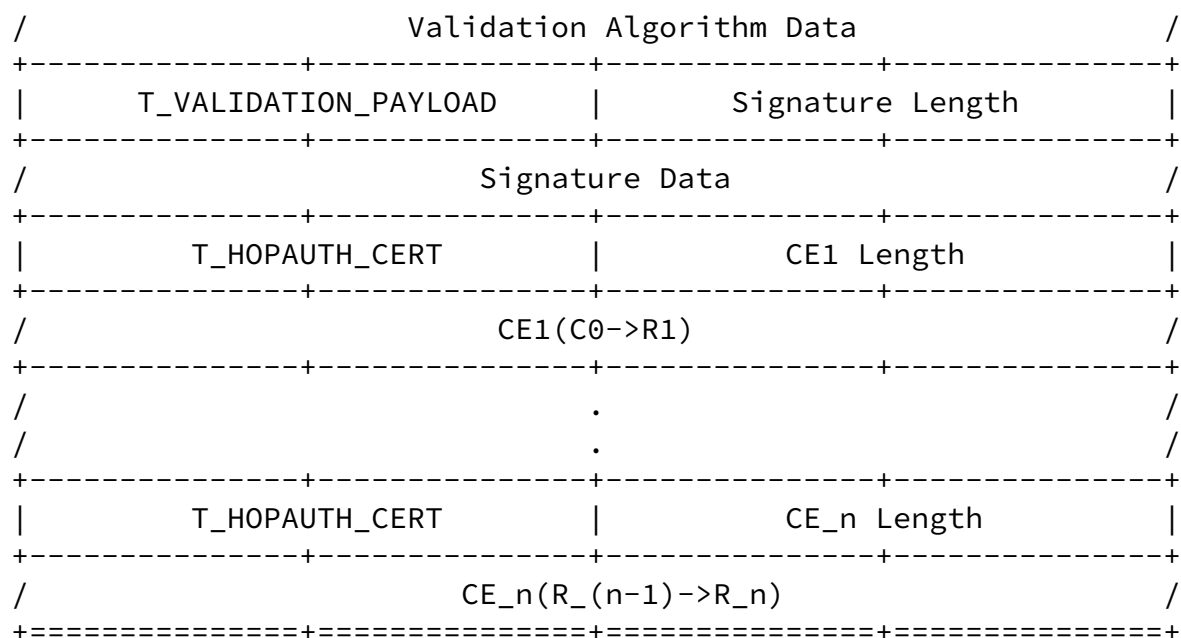 /                     Validation Algorithm Data                 /
+---------------+---------------+---------------+---------------+
|      T_VALIDATION_PAYLOAD     |       Signature Length        |
+---------------+---------------+---------------+---------------+
/                         Signature Data                        /
+---------------+---------------+---------------+---------------+
|         T_HOPAUTH_CERT        |          CE1 Length           |
+---------------+---------------+---------------+---------------+
/                          CE1(C0->R1)                          /
+---------------+---------------+---------------+---------------+
/                               .                               /
/                               .                               /
+---------------+---------------+---------------+---------------+
|         T_HOPAUTH_CERT        |          CE_n Length          |
+---------------+---------------+---------------+---------------+
/                        CE_n(R_(n-1)->R_n)                     /
+===============+===============+===============+===============+